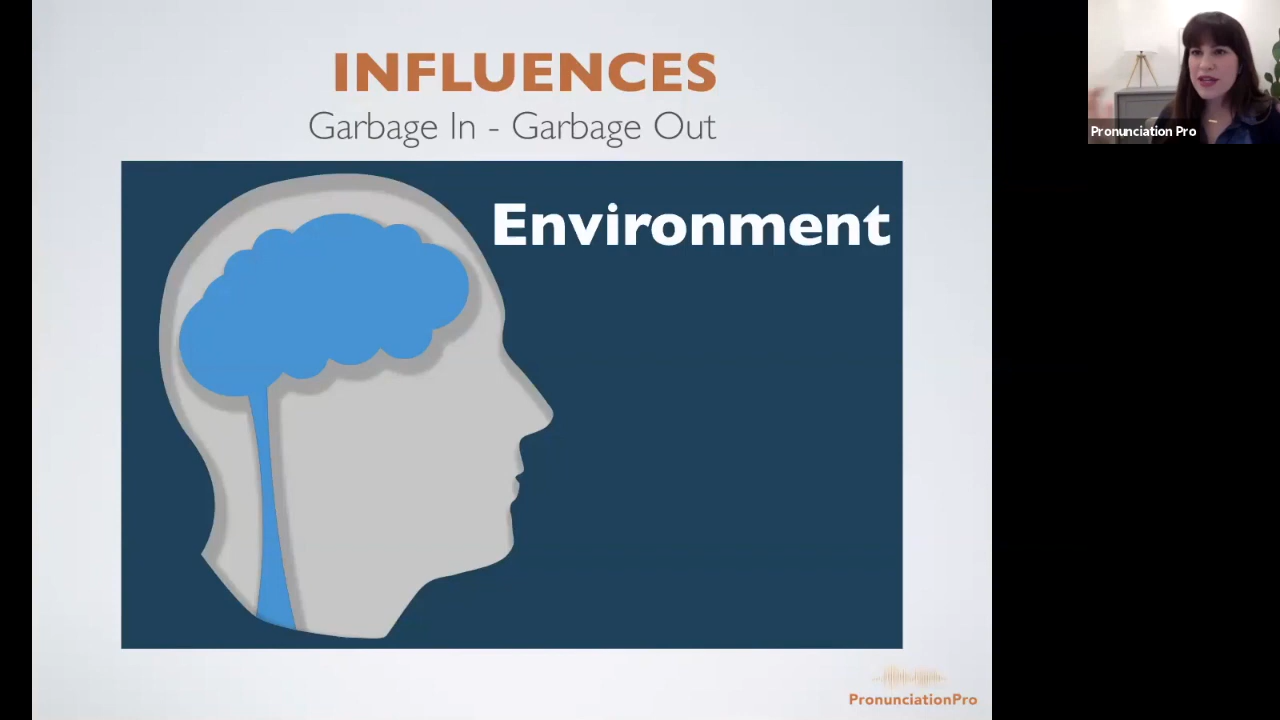 INFLUENCES
Garbage In - Garbage Out
Environment
Pronunciation Pro
PronunciationPro